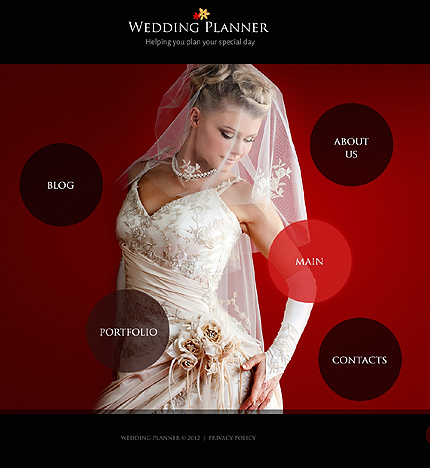 WEDDING PLANNER
Helping you plan your special day
ABOUT
US
BLOG
MAIN
PORTFOLIO
CONTACTS
WEDDING PLANNER © 2012 | PRIVACY POLICY